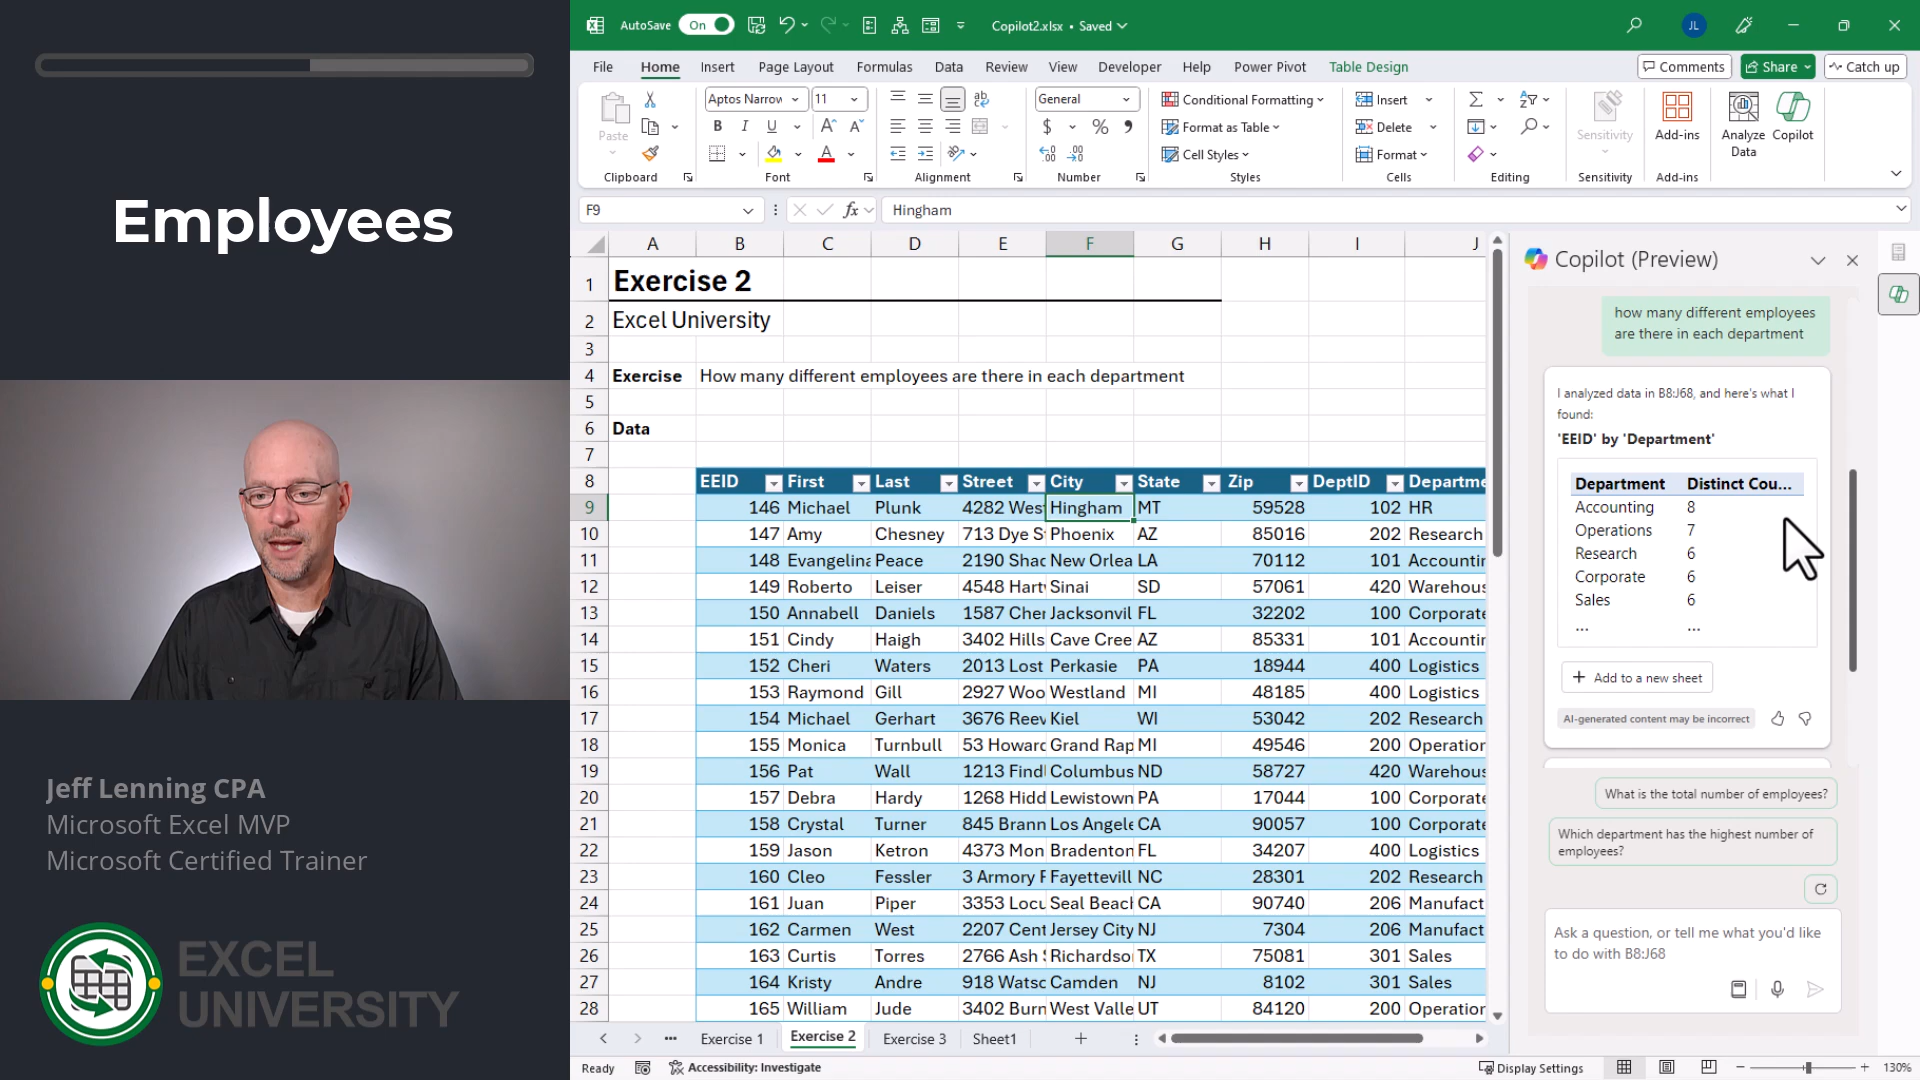 Employees
Jeff Lenning CPA
Microsoft Excel MVP
Microsoft Certified Trainer
EXCEL
UNIVERSITY
AutoSave On Copilot2.xlsx • Saved JL
File Home Insert Page Layout Formulas Data Review View Developer Help Power Pivot Table Design Comments Share Catch up
Paste
Clipboard
Aptos Narrow 11
B I U A A
A
Font
ab
Alignment
General
$ % 9
Number
Conditional Formatting
Format as Table
Cell Styles
Styles
Insert
Delete
Format
Cells
Editing
Sensitivity
Sensitivity
Add-ins
Add-ins
Analyze
Data
Copilot
F9 fx Hingham
A B C D E F G H I J
1 Exercise 2
2 Excel University
3
4 Exercise How many different employees are there in each department
5
6 Data
7
8 EEID First Last Street City State Zip DeptID Departme
9 146 Michael Plunk 4282 Wes Hingham MT 59528 102 HR
10 147 Amy Chesney 713 Dye S Phoenix AZ 85016 202 Research
11 148 Evangelina Peace 2190 Shad New Orlea LA 70112 101 Accountin
12 149 Roberto Leiser 4548 Hart Sinai SD 57061 420 Warehous
13 150 Annabell Daniels 1587 Cher Jacksonvil FL 32202 100 Corporate
14 151 Cindy Haigh 3402 Hills Cave Cree AZ 85331 101 Accountin
15 152 Cheri Waters 2013 Lost Perkasie PA 18944 400 Logistics
16 153 Raymond Gill 2927 Woo Westland MI 48185 400 Logistics
17 154 Michael Gerhart 3676 Reev Kiel WI 53042 202 Research
18 155 Monica Turnbull 53 Howard Grand Rap MI 49546 200 Operation
19 156 Pat Wall 1213 Findl Columbus ND 58727 420 Warehous
20 157 Debra Hardy 1268 Hidd Lewistown PA 17044 100 Corporate
21 158 Crystal Turner 845 Brann Los Angele CA 90057 100 Corporate
22 159 Jason Ketron 4373 Mon Bradenton FL 34207 400 Logistics
23 160 Cleo Fessler 3 Armory F Fayettevill NC 28301 202 Research
24 161 Juan Piper 3353 Locu Seal Beach CA 90740 206 Manufact
25 162 Carmen West 2207 Cent Jersey City NJ 7304 206 Manufact
26 163 Curtis Torres 2766 Ash S Richardso TX 75081 301 Sales
27 164 Kristy Andre 918 Watso Camden NJ 8102 301 Sales
28 165 William Jude 3402 Burn West Valle UT 84120 200 Operation
Exercise 1 Exercise 2 Exercise 3 Sheet1
Ready Accessibility: Investigate Display Settings 130%
Copilot (Preview)
how many different employees
are there in each department
I analyzed data in B8:J68, and here's what I
found:
'EEID' by 'Department'
Department Distinct Cou...
Accounting 8
Operations 7
Research 6
Corporate 6
Sales 6
... ...
Add to a new sheet
AI-generated content may be incorrect
What is the total number of employees?
Which department has the highest number of
employees?
Ask a question, or tell me what you'd like
to do with B8:J68